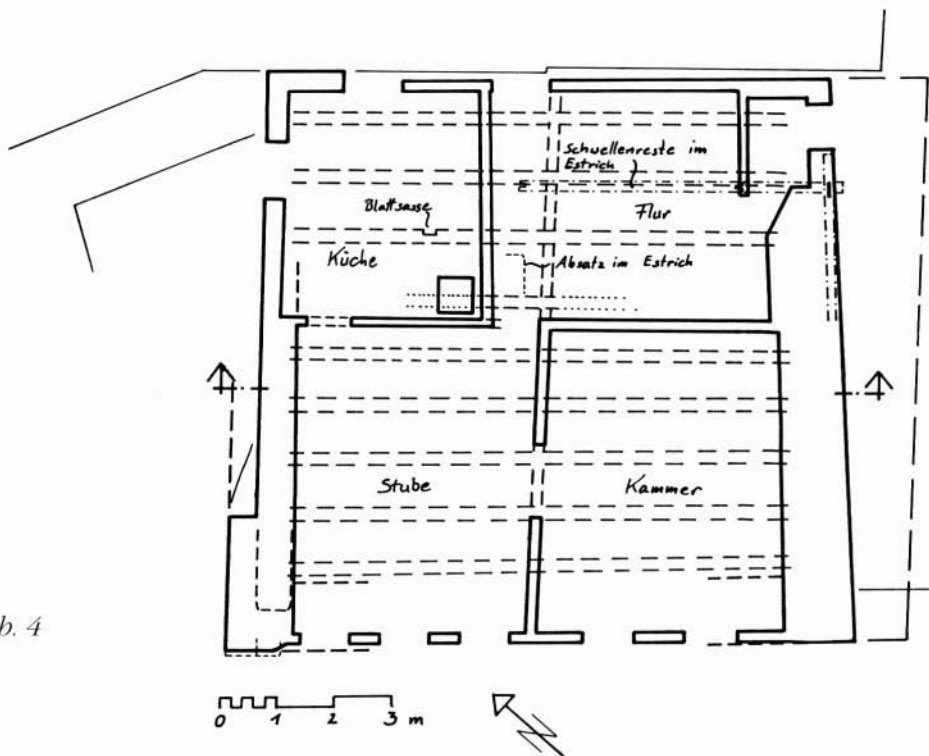 Schwellenreste im
Estrich
Blattsasse
Flur
Küche
Absatz im Estrich
Stube
Kammer
b. 4
0 1 2 3 m